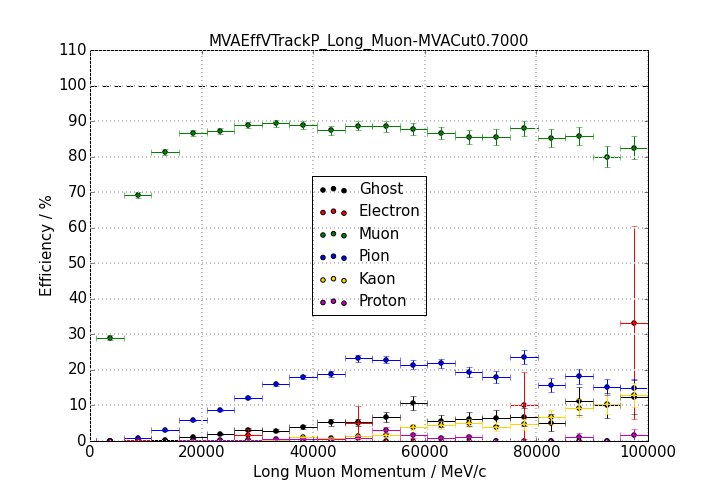 MVAEffVTrackP_Long_Muon-MVACut0.7000
110
100
90
80
70
60
50
40
30
20
10
0
Efficiency / %
Ghost
Electron
Muon
Pion
Kaon
Proton
0 20000 40000 60000 80000 100000
Long Muon Momentum / MeV/c